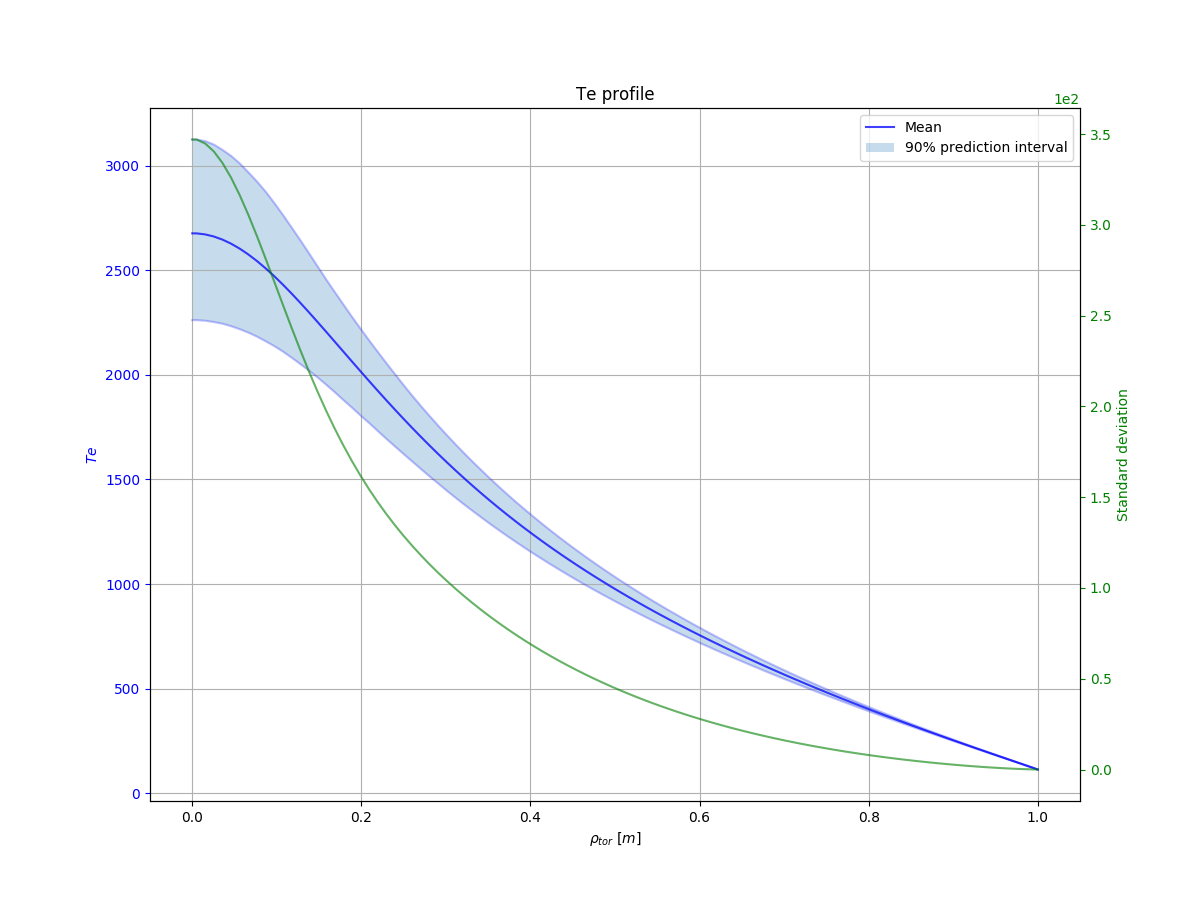 Te profile
1e2
Mean
90% prediction interval
3000
2500
2000
1500
1000
500
0
Te
3.5
3.0
2.5
2.0
1.5
1.0
0.5
0.0
Standard deviation
0.0 0.2 0.4 0.6 0.8 1.0
ρtor [m]